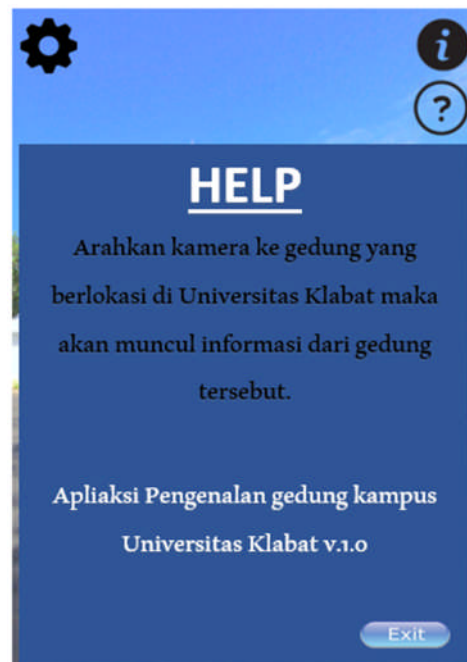 i
?
HELP
Arahkan kamera ke gedung yang
berlokasi di Universitas Klabat maka
akan muncul informasi dari gedung
tersebut.
Apliaksi Pengenalan gedung kampus
Universitas Klabat v.1.0
Exit